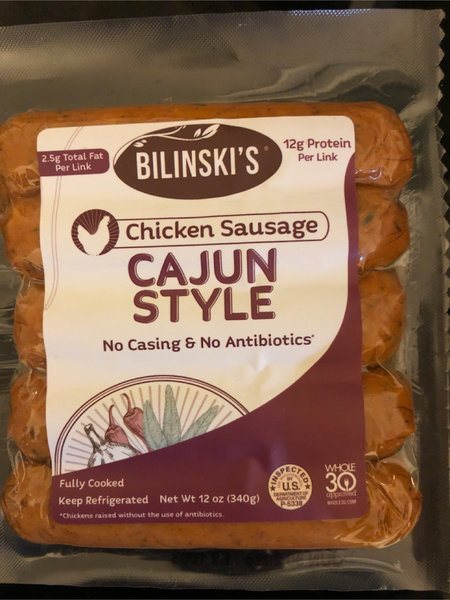 2.5g Total Fat
Per Link
BILINSKI'S®
12g Protein
Per Link
Chicken Sausage
CAJUN
STYLE
No Casing & No Antibiotics*
Fully Cooked
Keep Refrigerated Net Wt 12 oz (340g)
*Chickens raised without the use of antibiotics.
INSPECTED
BY
U.S.
DEPARTMENT OF
AGRICULTURE
P-5338
WHOLE
30
approved
WHOLE30.COM